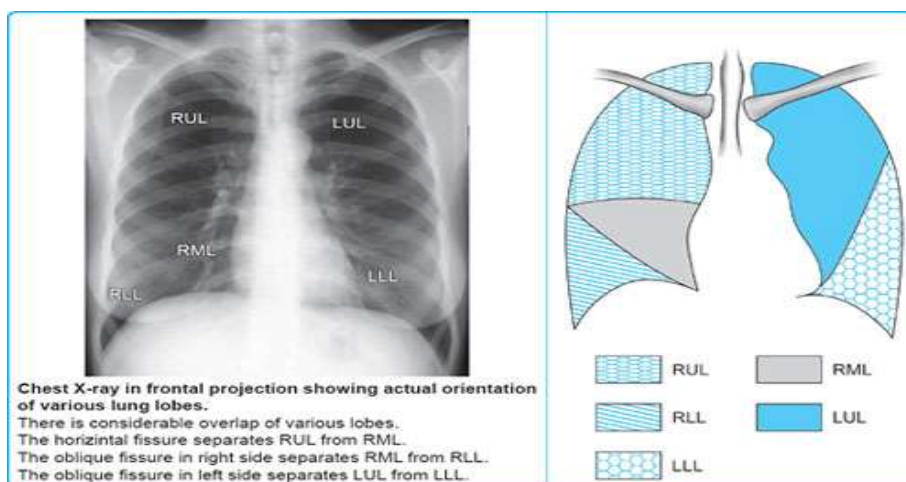 RUL
LUL
RML
LLL
RLL
Chest X-ray in frontal projection showing actual orientation
of various lung lobes.
There is considerable overlap of various lobes.
The horizintal fissure separates RUL from RML.
The oblique fissure in right side separates RML from RLL.
The oblique fissure in left side separates LUL from LLL.
RUL
RML
RLL
LUL
LLL